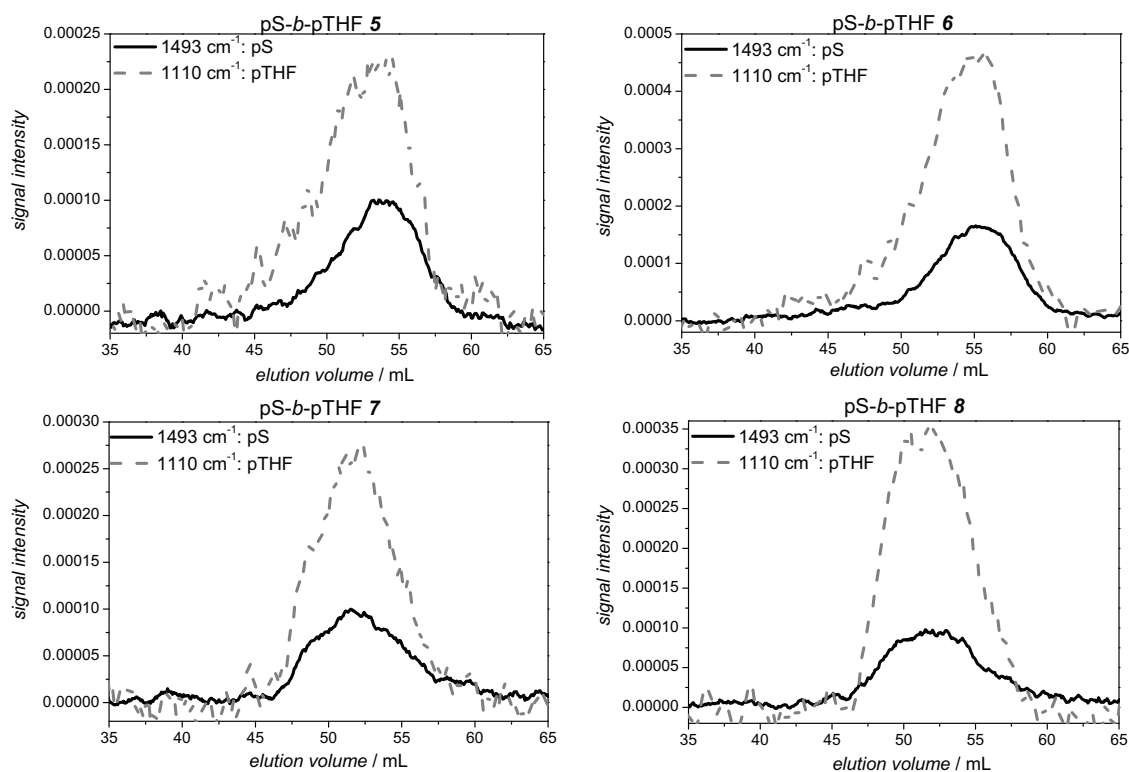 pS-b-pTHF 5
1493 cm⁻¹: pS
1110 cm⁻¹: pTHF
signal intensity
0.00025
0.00020
0.00015
0.00010
0.00005
0.00000
35 40 45 50 55 60 65
elution volume / mL
pS-b-pTHF 6
1493 cm⁻¹: pS
1110 cm⁻¹: pTHF
signal intensity
0.0005
0.0004
0.0003
0.0002
0.0001
0.0000
35 40 45 50 55 60 65
elution volume / mL
pS-b-pTHF 7
1493 cm⁻¹: pS
1110 cm⁻¹: pTHF
signal intensity
0.00030
0.00025
0.00020
0.00015
0.00010
0.00005
0.00000
35 40 45 50 55 60 65
elution volume / mL
pS-b-pTHF 8
1493 cm⁻¹: pS
1110 cm⁻¹: pTHF
signal intensity
0.00035
0.00030
0.00025
0.00020
0.00015
0.00010
0.00005
0.00000
35 40 45 50 55 60 65
elution volume / mL